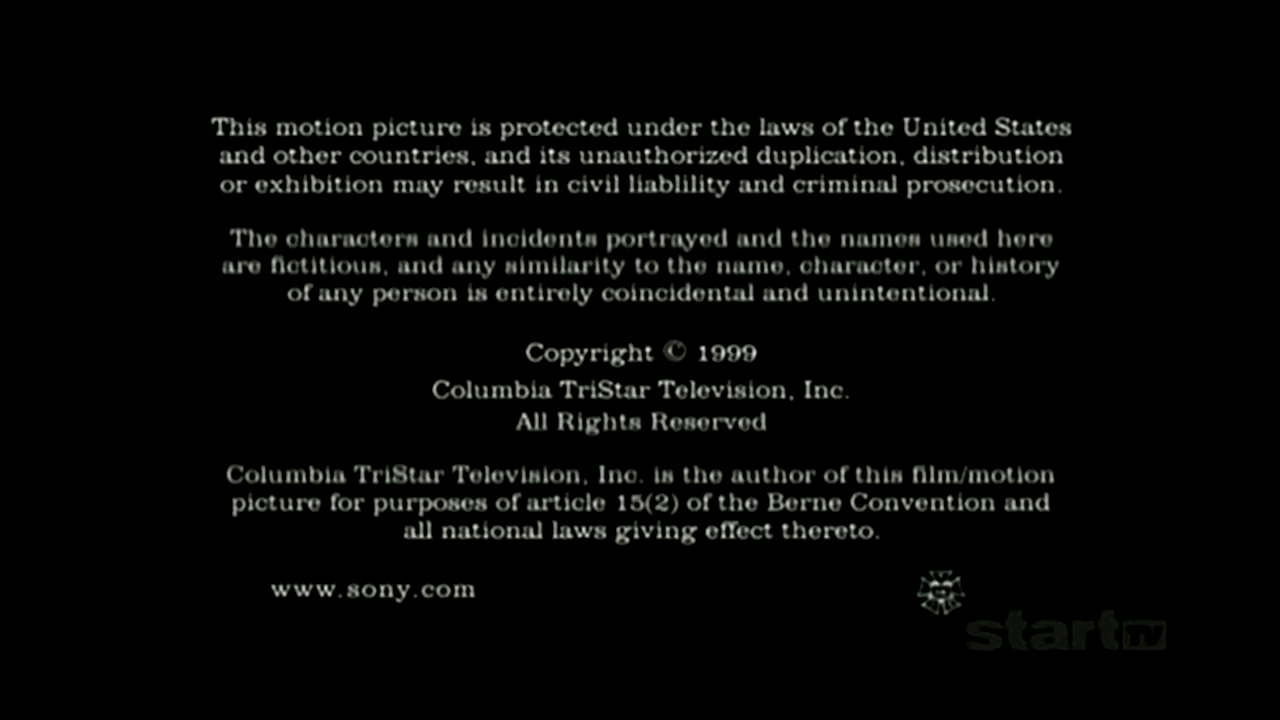 This motion picture is protected under the laws of the United States
and other countries, and its unauthorized duplication, distribution
or exhibition may result in civil liablility and criminal prosecution.
The characters and incidents portrayed and the names used here
are fictitious, and any similarity to the name, character, or history
of any person is entirely coincidental and unintentional.
Copyright © 1999
Columbia TriStar Television, Inc.
All Rights Reserved
Columbia TriStar Television, Inc. is the author of this film/motion
picture for purposes of article 15(2) of the Berne Convention and
all national laws giving effect thereto.
www.sony.com
start TV